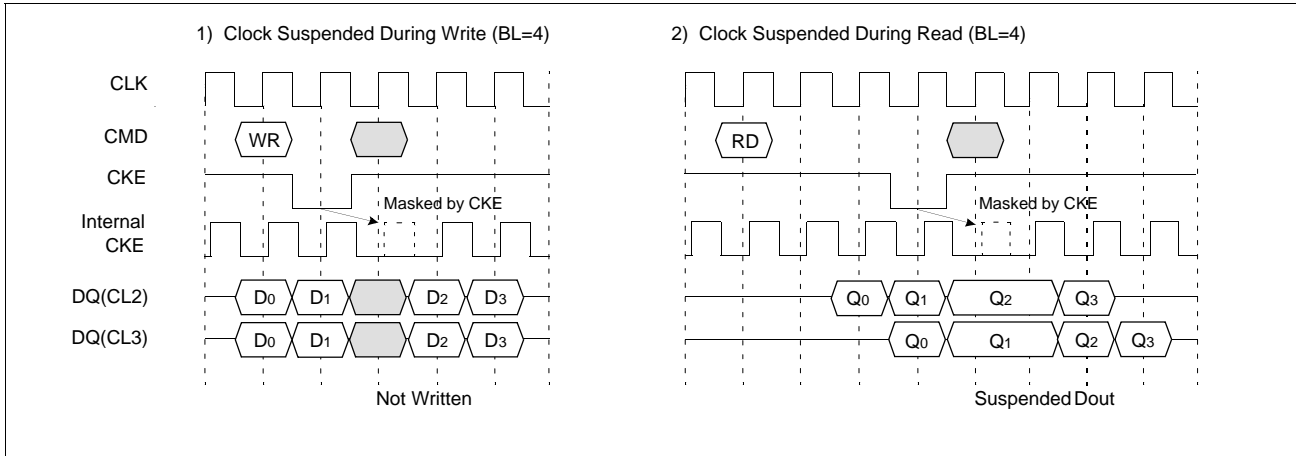 1) Clock Suspended During Write (BL=4)
2) Clock Suspended During Read (BL=4)
CLK
CMD
WR
RD
CKE
Masked by CKE
Masked by CKE
Internal
CKE
DQ(CL2)
D0 D1 D2 D3
Q0 Q1 Q2 Q3
DQ(CL3)
D0 D1 D2 D3
Q0 Q1 Q2 Q3
Not Written
Suspended Dout